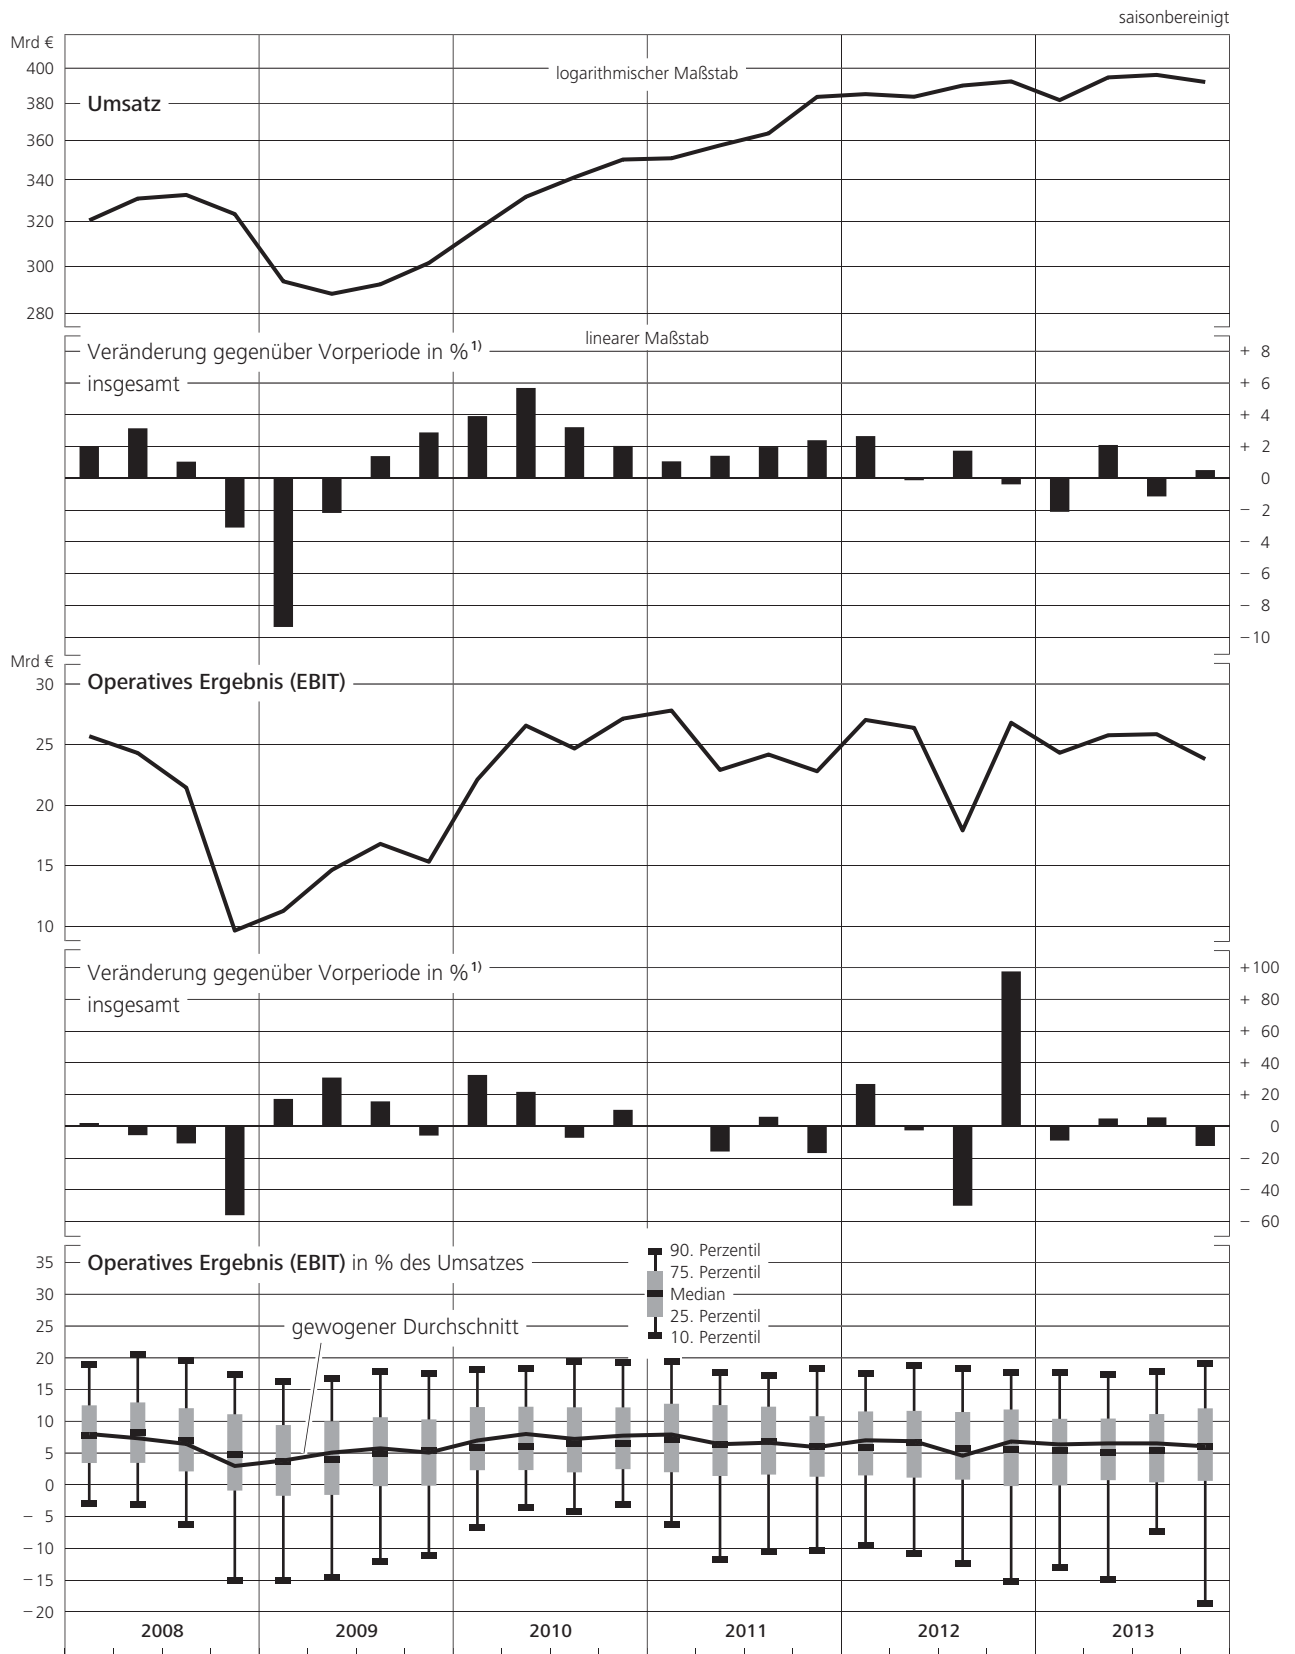 saisonbereinigt
Mrd €
400
logarithmischer Maßstab
380
Umsatz
360
340
320
300
280
linearer Maßstab
Veränderung gegenüber Vorperiode in %¹⁾
+ 8
insgesamt
+ 6
+ 4
+ 2
0
− 2
− 4
− 6
− 8
−10
Mrd €
30
Operatives Ergebnis (EBIT)
25
20
15
10
Veränderung gegenüber Vorperiode in %¹⁾
+100
insgesamt
+ 80
+ 60
+ 40
+ 20
0
− 20
− 40
− 60
90. Perzentil
35
Operatives Ergebnis (EBIT) in % des Umsatzes
75. Perzentil
30
Median
25. Perzentil
25
gewogener Durchschnitt
10. Perzentil
20
15
10
5
0
− 5
−10
−15
−20
2008 2009 2010 2011 2012 2013